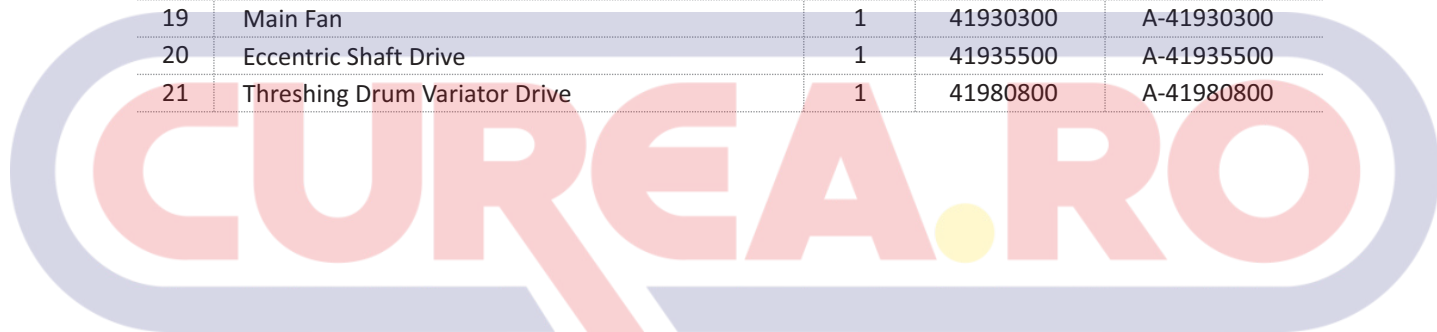 19 Main Fan 1 41930300 A-41930300
20 Eccentric Shaft Drive 1 41935500 A-41935500
21 Threshing Drum Variator Drive 1 41980800 A-41980800
CUREA.RO